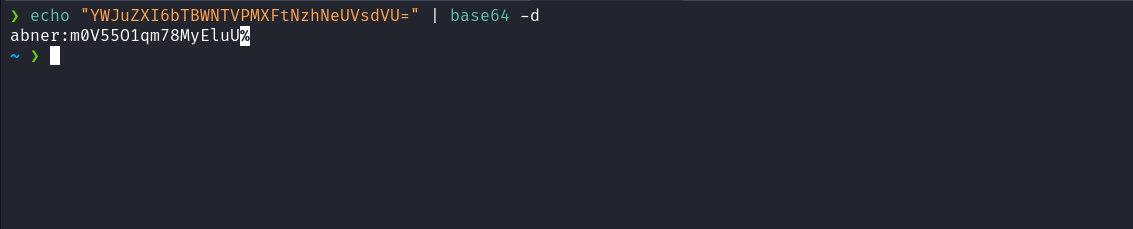 ❯ echo "YWJuZXI6bTBWNTVPMXFtNzhNeUVsdVU=" | base64 -d
abner:m0V55O1qm78MyEluU%
~ ❯